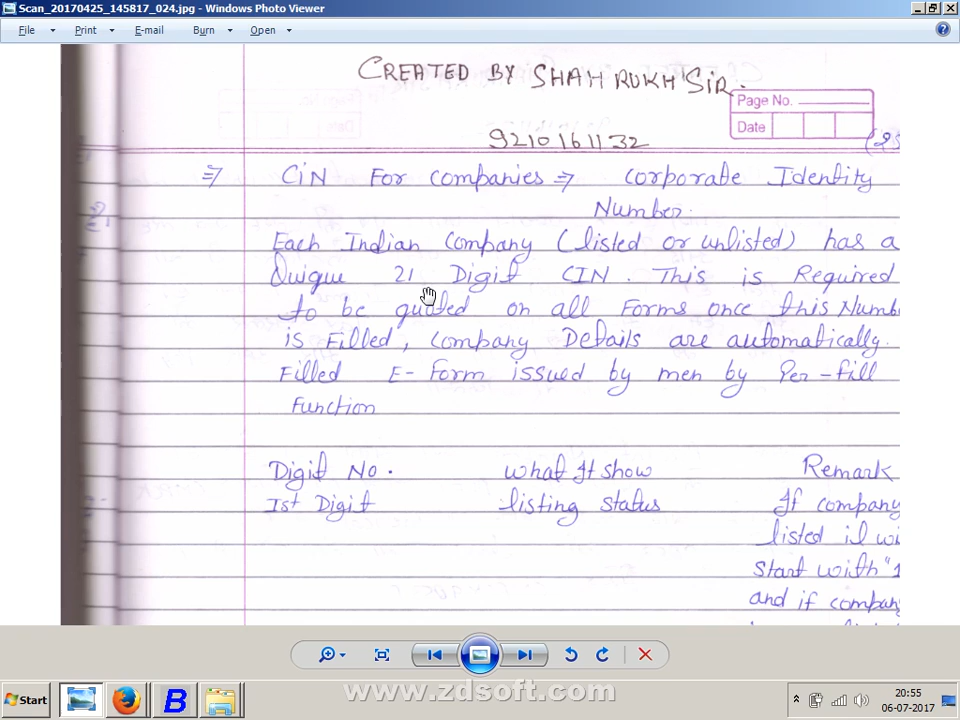 Scan_20170425_145817_024.jpg - Windows Photo Viewer
File Print E-mail Burn Open
CREATED BY SHAH RUKH SIR.
Page No.
Date
9210161132
⇒ CIN For Companies ⇒ Corporate Identity
Number.
Each Indian Company (listed or unlisted) has a
Unique 21 Digit CIN. This is Required
to be quoted on all Forms once this Numb
is Filled, Company Details are automatically.
Filled E- Form issued by men by Per-fill
Function
Digit No. what It show Remark
Ist Digit listing status If company
listed it wi
start with "1
and if compan
Start
www.zdsoft.com
20:55
06-07-2017